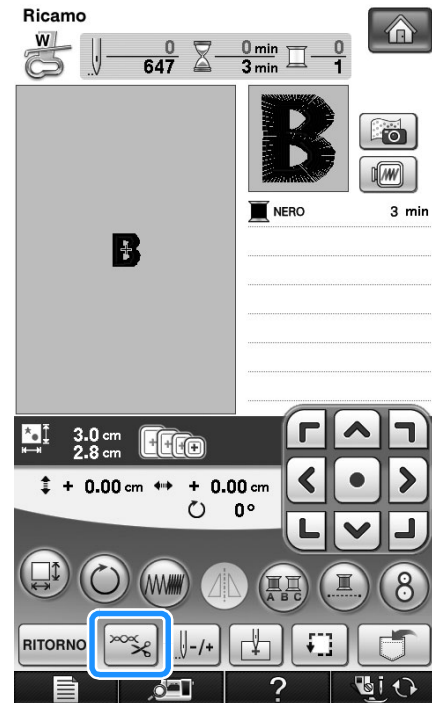 Ricamo
W
0 0 min 0
647 3 min 1
NERO 3 min
3.0 cm
2.8 cm
+ 0.00 cm + 0.00 cm
0°
A B C
8
RITORNO -/+
?